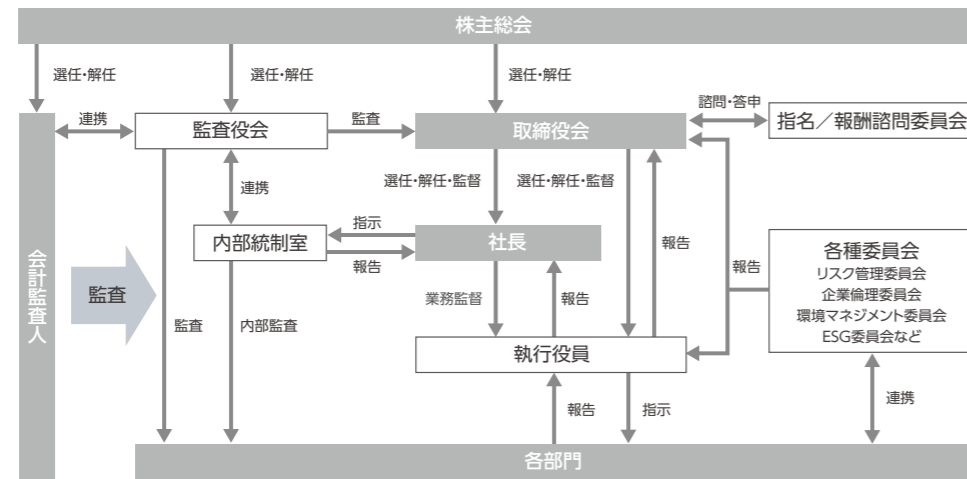 株主総会
選任・解任
選任・解任
選任・解任
連携
監査役会
監査
取締役会
諮問・答申
指名／報酬諮問委員会
連携
選任・解任・監督
選任・解任・監督
内部統制室
指示
報告
社長
報告
報告
各種委員会
リスク管理委員会
企業倫理委員会
環境マネジメント委員会
ESG委員会など
会計監査人
監査
監査
内部監査
業務監督
報告
執行役員
報告
指示
連携
各部門